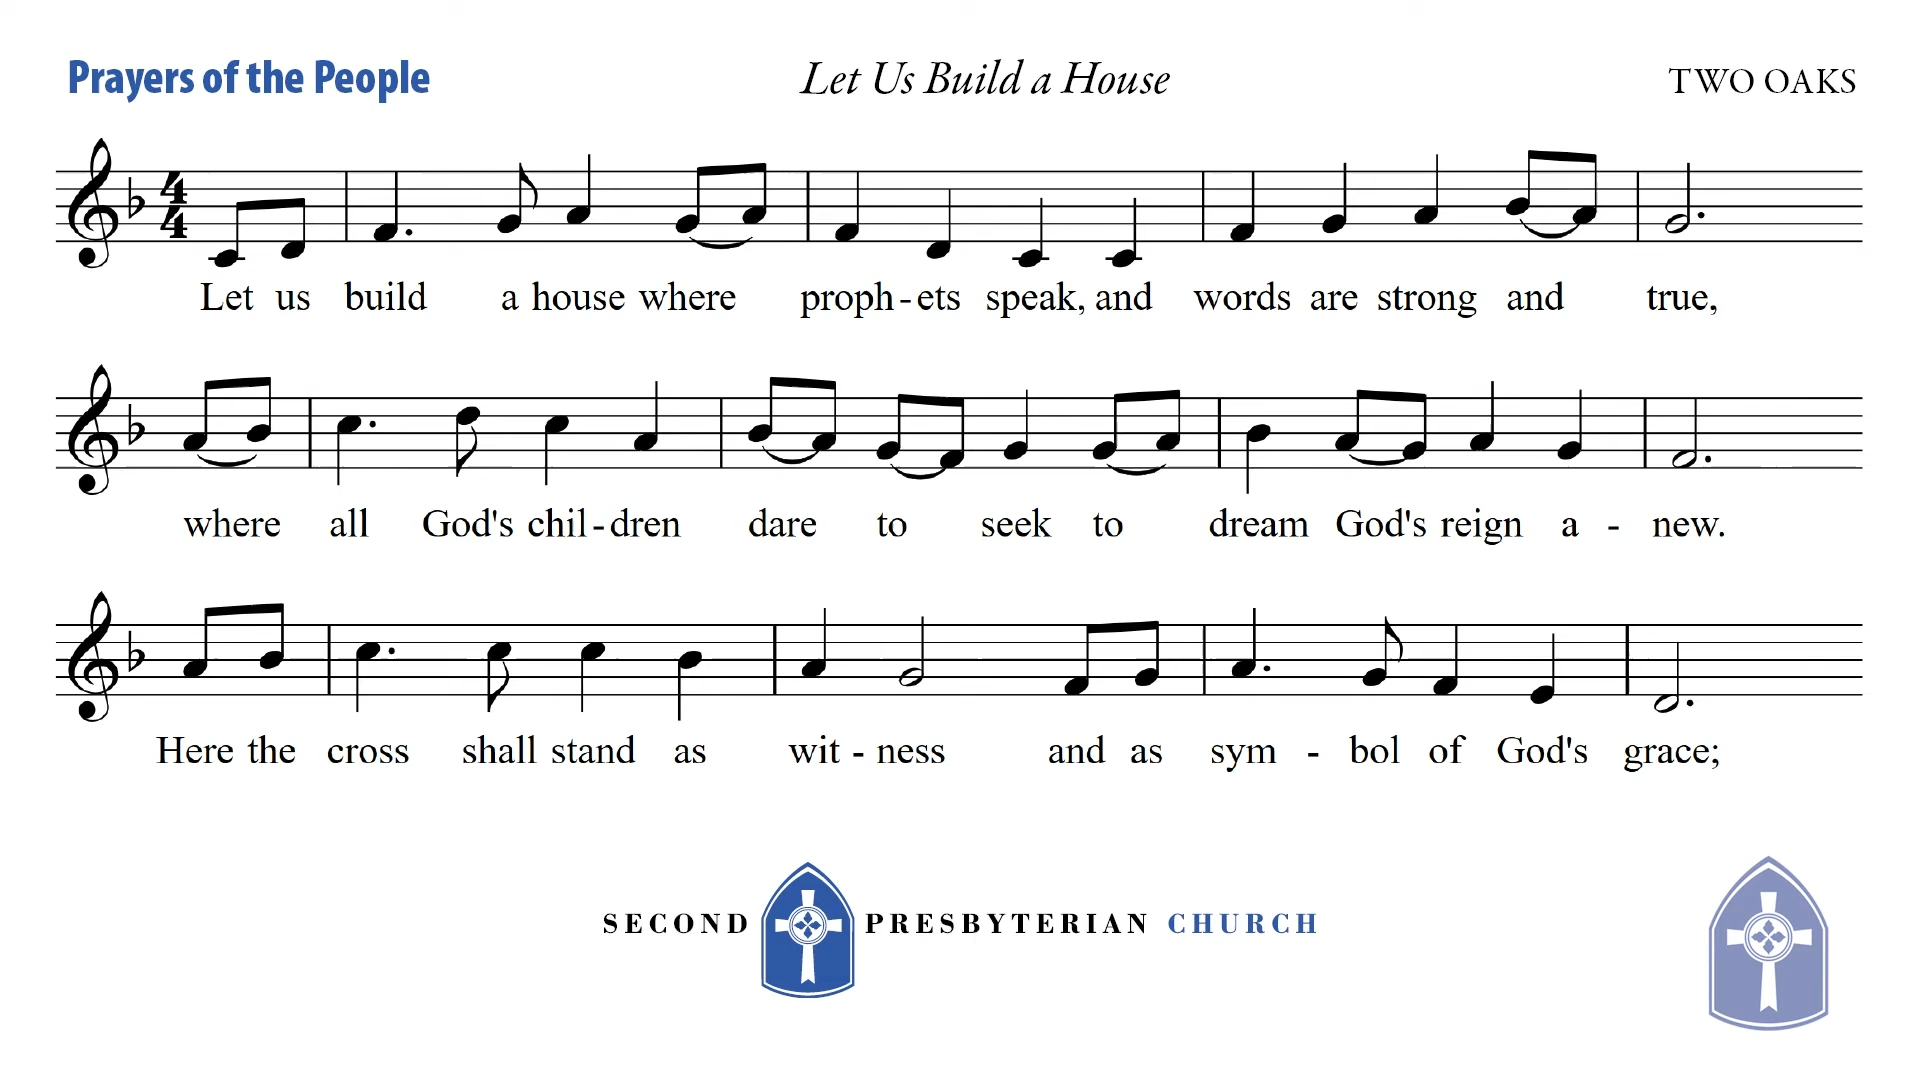 Prayers of the People
Let Us Build a House
TWO OAKS
4
4
Let us build a house where proph-ets speak, and words are strong and true,
where all God's chil-dren dare to seek to dream God's reign a - new.
Here the cross shall stand as wit - ness and as sym - bol of God's grace;
SECOND PRESBYTERIAN CHURCH